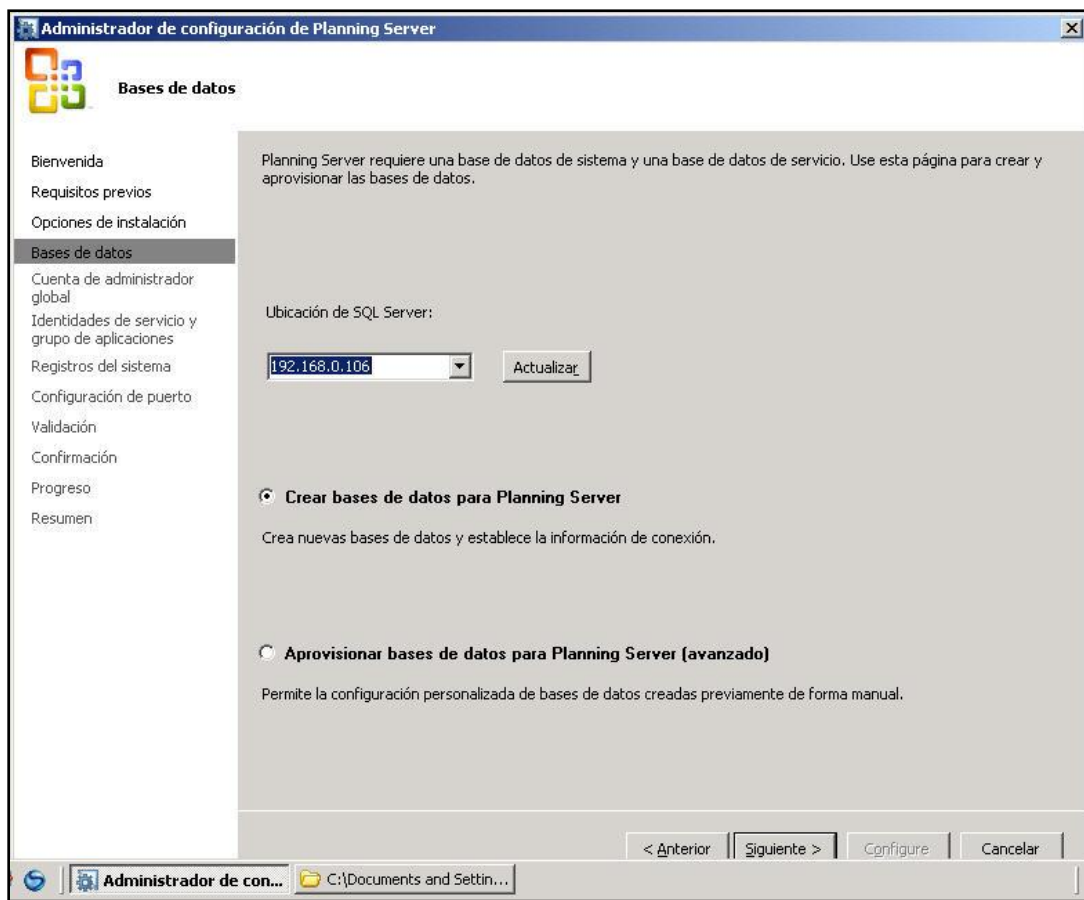 Administrador de configuración de Planning Server
Bases de datos
Bienvenida
Requisitos previos
Opciones de instalación
Bases de datos
Cuenta de administrador
global
Identidades de servicio y
grupo de aplicaciones
Registros del sistema
Configuración de puerto
Validación
Confirmación
Progreso
Resumen
Planning Server requiere una base de datos de sistema y una base de datos de servicio. Use esta página para crear y
aprovisionar las bases de datos.
Ubicación de SQL Server:
192.168.0.106
Actualizar
Crear bases de datos para Planning Server
Crea nuevas bases de datos y establece la información de conexión.
Aprovisionar bases de datos para Planning Server (avanzado)
Permite la configuración personalizada de bases de datos creadas previamente de forma manual.
< Anterior
Siguiente >
Configure
Cancelar
Administrador de con...
C:\Documents and Settin...